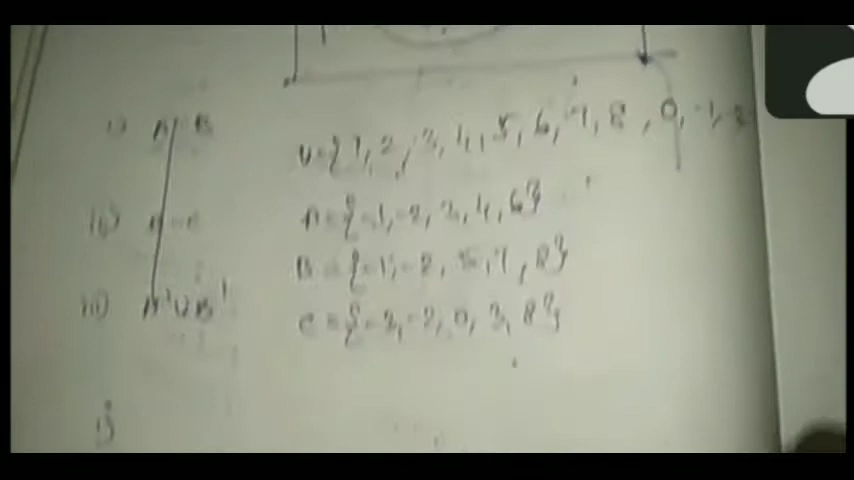 i) A - B
U = {1, 2, 3, 4, 5, 6, 7, 8, 0, -1,
ii) A - C
A = {-1, -2, 3, 4, 6}
B = {-1, -2, 5, 7, 8}
iii) A' ∪ B'
C = {-3, -2, 0, 3, 8}
i)